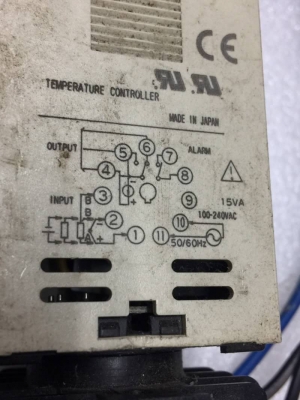 CE
TEMPERATURE CONTROLLER
MADE IN JAPAN
OUTPUT 5 6 7 ALARM
4 8
INPUT 3 9 15VA
B
B 2 10 100-240VAC
A 1 11 50/60Hz